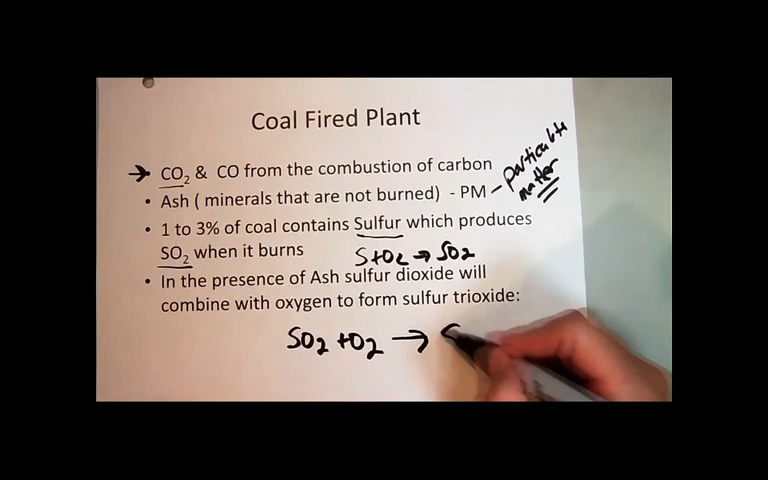 Coal Fired Plant
→ CO2 & CO from the combustion of carbon
• Ash ( minerals that are not burned) - PM – particulate matter
• 1 to 3% of coal contains Sulfur which produces
SO2 when it burns
S+O2 → SO2
• In the presence of Ash sulfur dioxide will
combine with oxygen to form sulfur trioxide:
SO2 + O2 → S